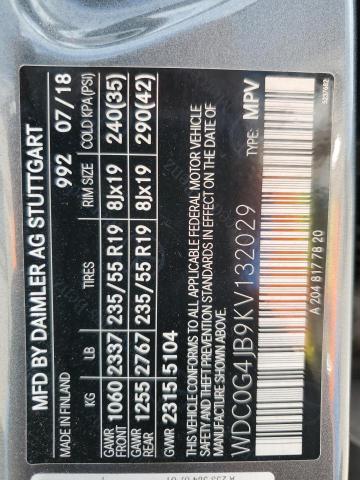 MFD BY DAIMLER AG STUTTGART
992 07/18
KG LB TIRES RIM SIZE COLD KPA(PSI)
GAWR FRONT 1060 2337 235/55 R19 8Jx19 240(35)
GAWR REAR 1255 2767 235/55 R19 8Jx19 290(42)
GVWR 2315 5104
THIS VEHICLE CONFORMS TO ALL APPLICABLE FEDERAL MOTOR VEHICLE
SAFETY AND THEFT PREVENTION STANDARDS IN EFFECT ON THE DATE OF
MANUFACTURE SHOWN ABOVE.
WDC0G4JB9KV132029 TYPE: MPV
A 204 817 78 20